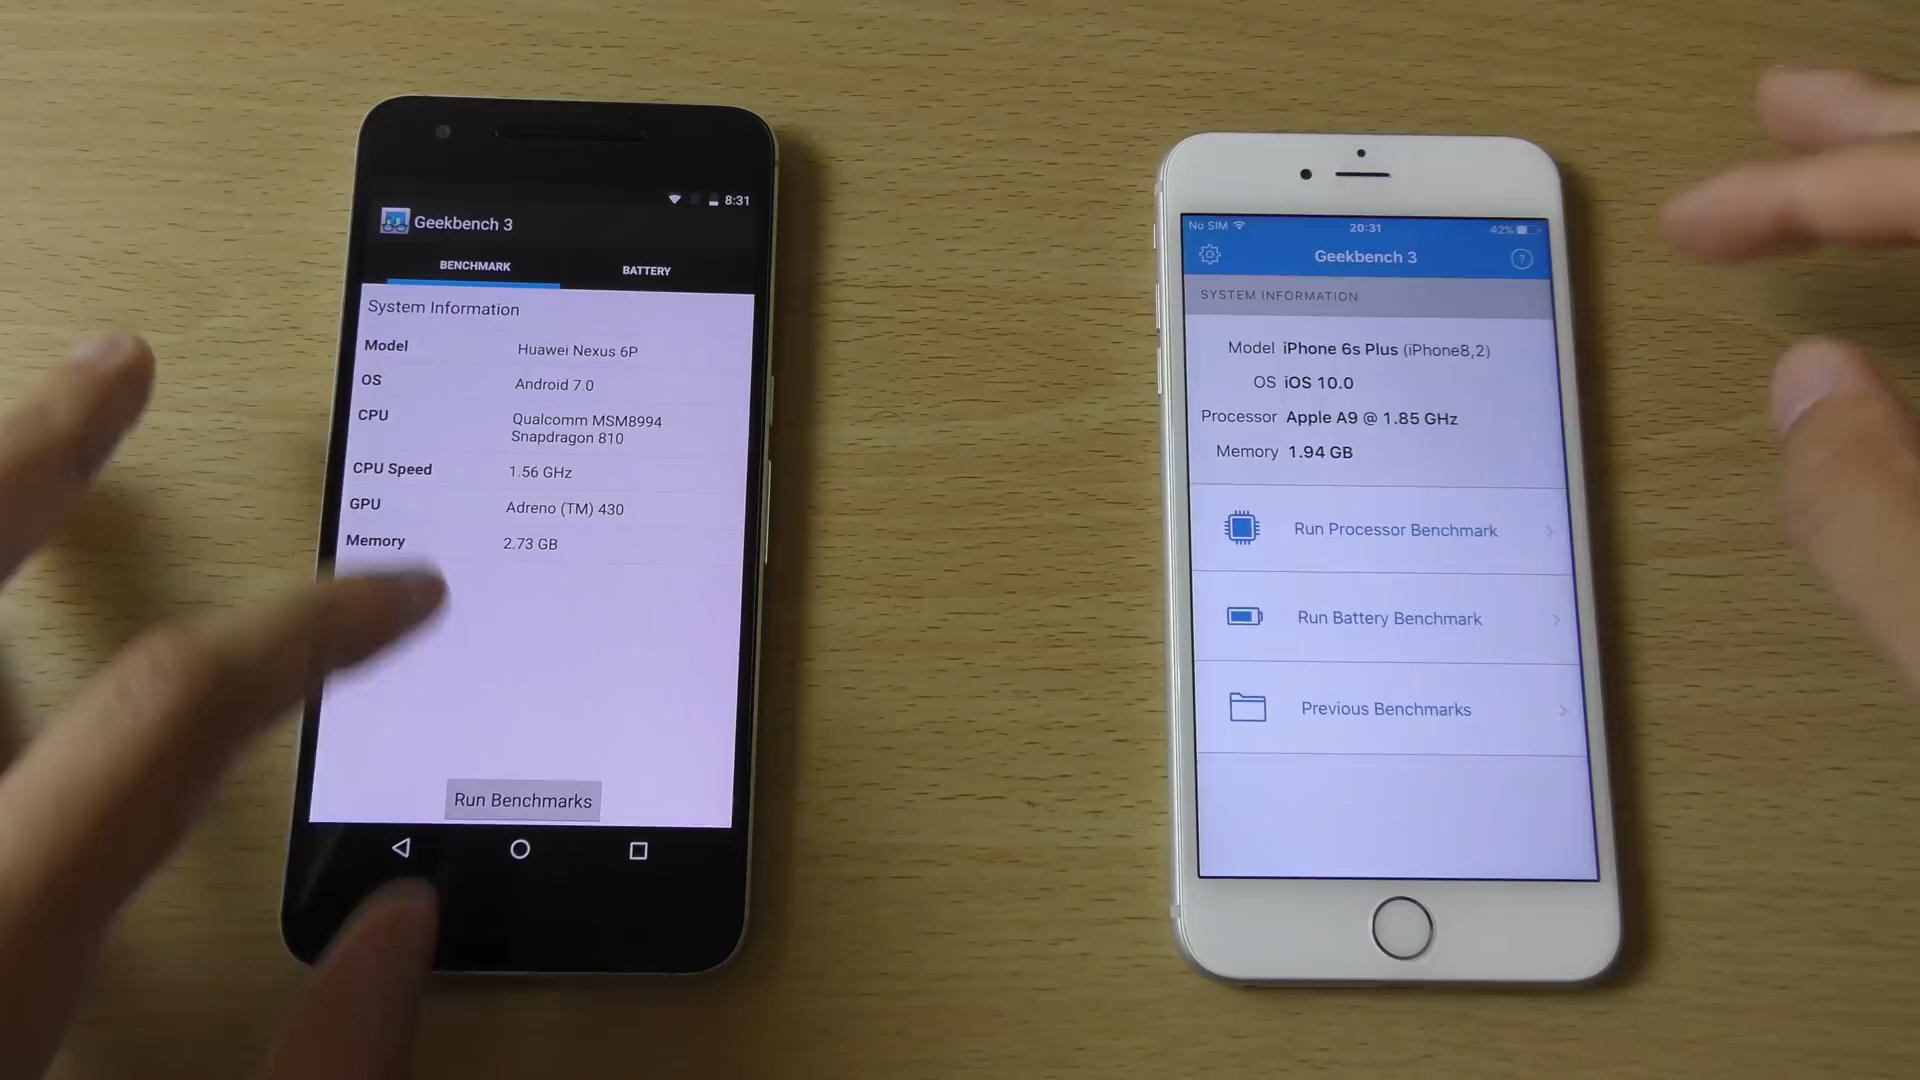 8:31
Geekbench 3
BENCHMARK BATTERY
System Information
Model Huawei Nexus 6P
OS Android 7.0
CPU Qualcomm MSM8994
Snapdragon 810
CPU Speed 1.56 GHz
GPU Adreno (TM) 430
Memory 2.73 GB
Run Benchmarks
No SIM 20:31 42%
Geekbench 3 ?
SYSTEM INFORMATION
Model iPhone 6s Plus (iPhone8,2)
OS iOS 10.0
Processor Apple A9 @ 1.85 GHz
Memory 1.94 GB
Run Processor Benchmark
Run Battery Benchmark
Previous Benchmarks